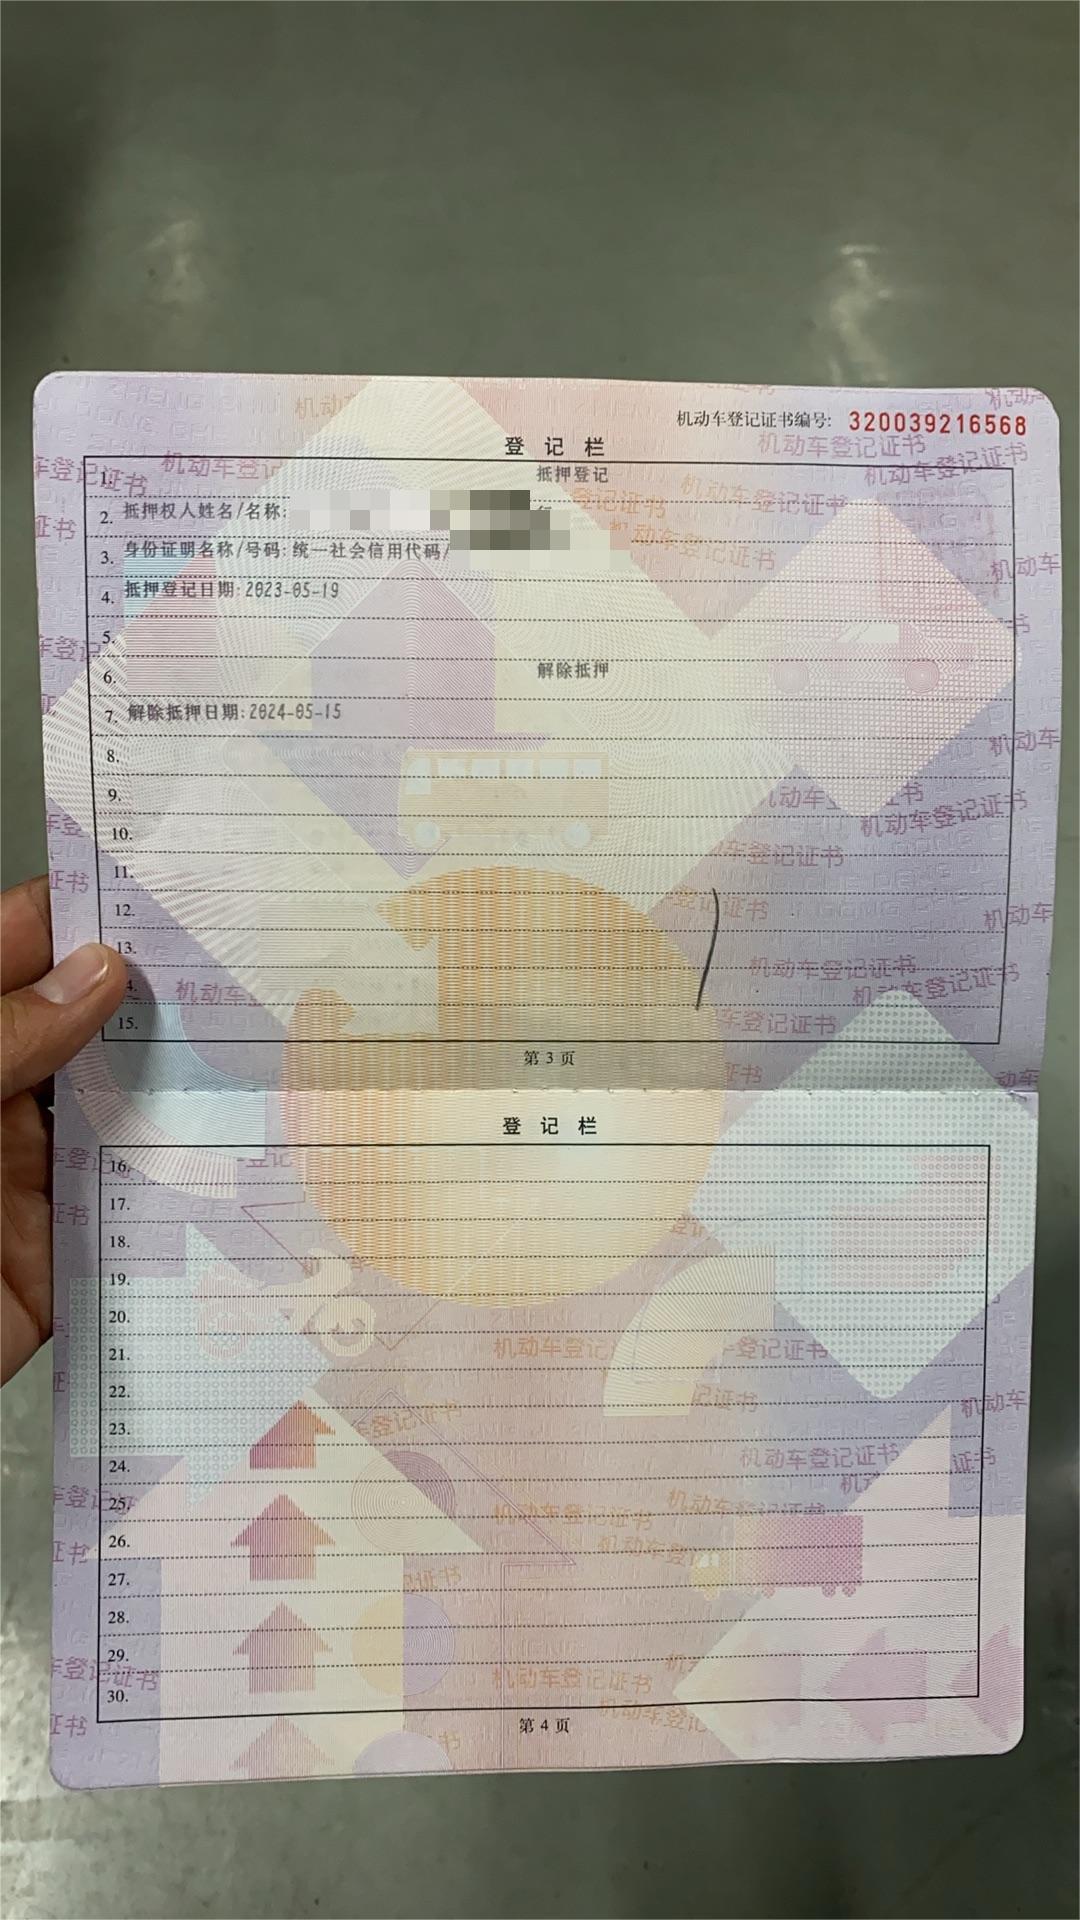 机动车登记证书编号: 320039216568
登 记 栏
1. 抵押登记
2. 抵押权人姓名/名称:
3. 身份证明名称/号码: 统一社会信用代码/
4. 抵押登记日期: 2023-05-19
5.
6. 解除抵押
7. 解除抵押日期: 2024-05-15
8.
9.
10.
11.
12.
13.
14.
15.
第 3 页
登 记 栏
16.
17.
18.
19.
20.
21.
22.
23.
24.
25.
26.
27.
28.
29.
30.
第 4 页